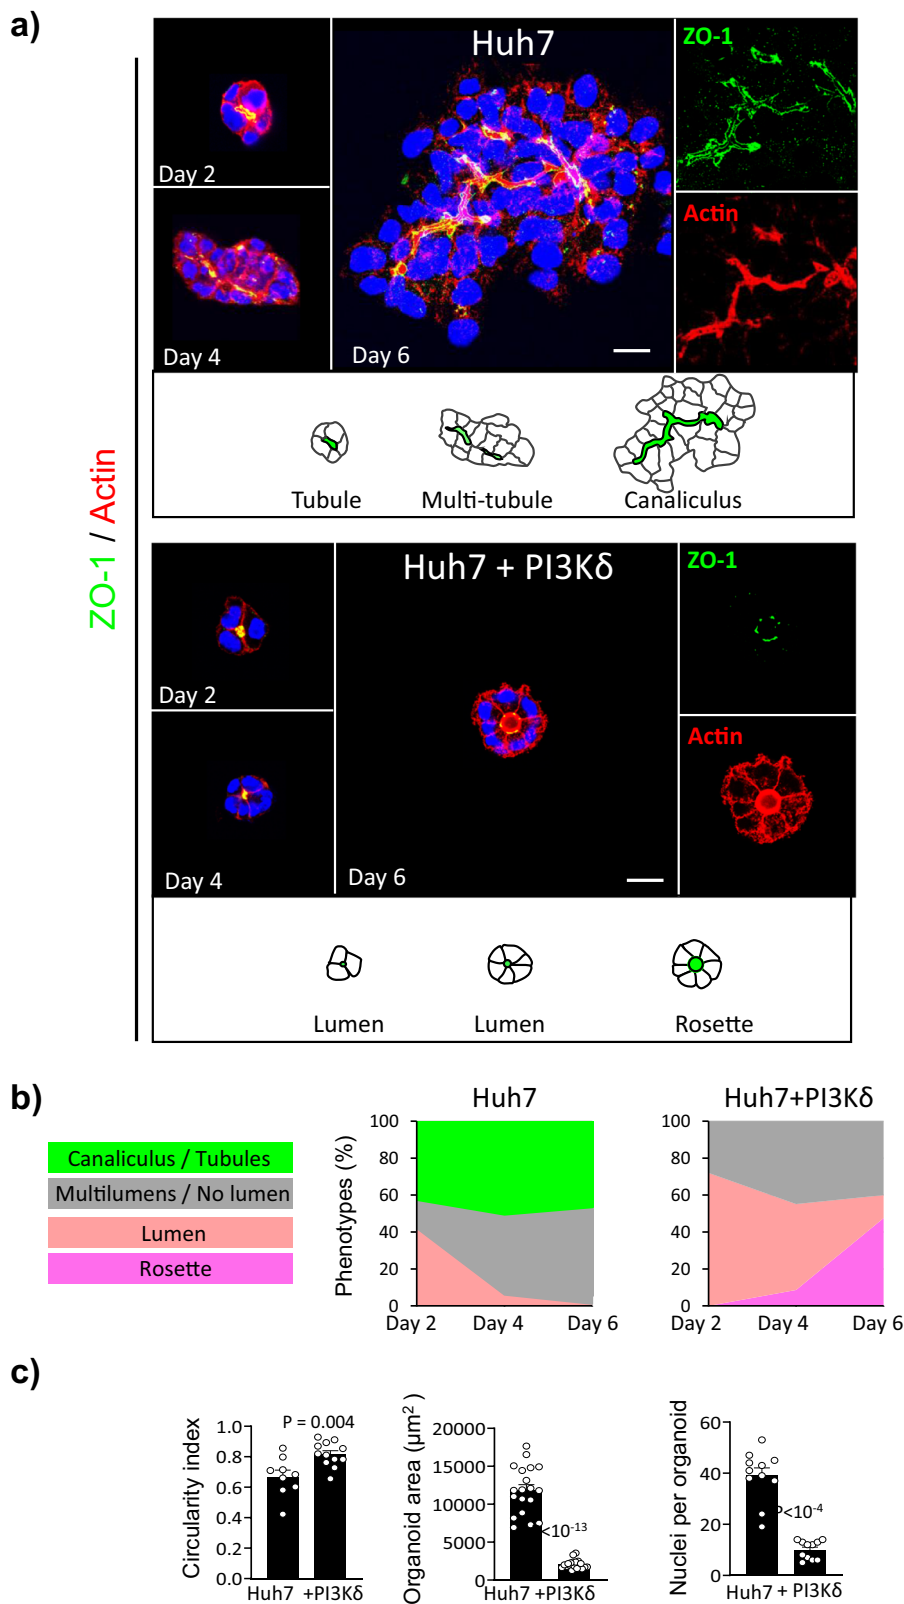 a)
ZO-1 / Actin
Huh7
ZO-1
Day 2
Actin
Day 4
Day 6
Tubule
Multi-tubule
Canaliculus
Huh7 + PI3Kδ
ZO-1
Day 2
Actin
Day 4
Day 6
Lumen
Lumen
Rosette
b)
Canaliculus / Tubules
Multilumens / No lumen
Lumen
Rosette
Huh7
Phenotypes (%)
100
80
60
40
20
0
Day 2 Day 4 Day 6
Huh7+PI3Kδ
100
80
60
40
20
0
Day 2 Day 4 Day 6
c)
Circularity index
P = 0.004
1.0
0.8
0.6
0.4
0.2
0.0
Huh7 +PI3Kδ
Organoid area (µm²)
20000
15000
10000
5000
0
<10⁻¹³
Huh7 +PI3Kδ
Nuclei per organoid
60
40
20
0
P<10⁻⁴
Huh7 + PI3Kδ